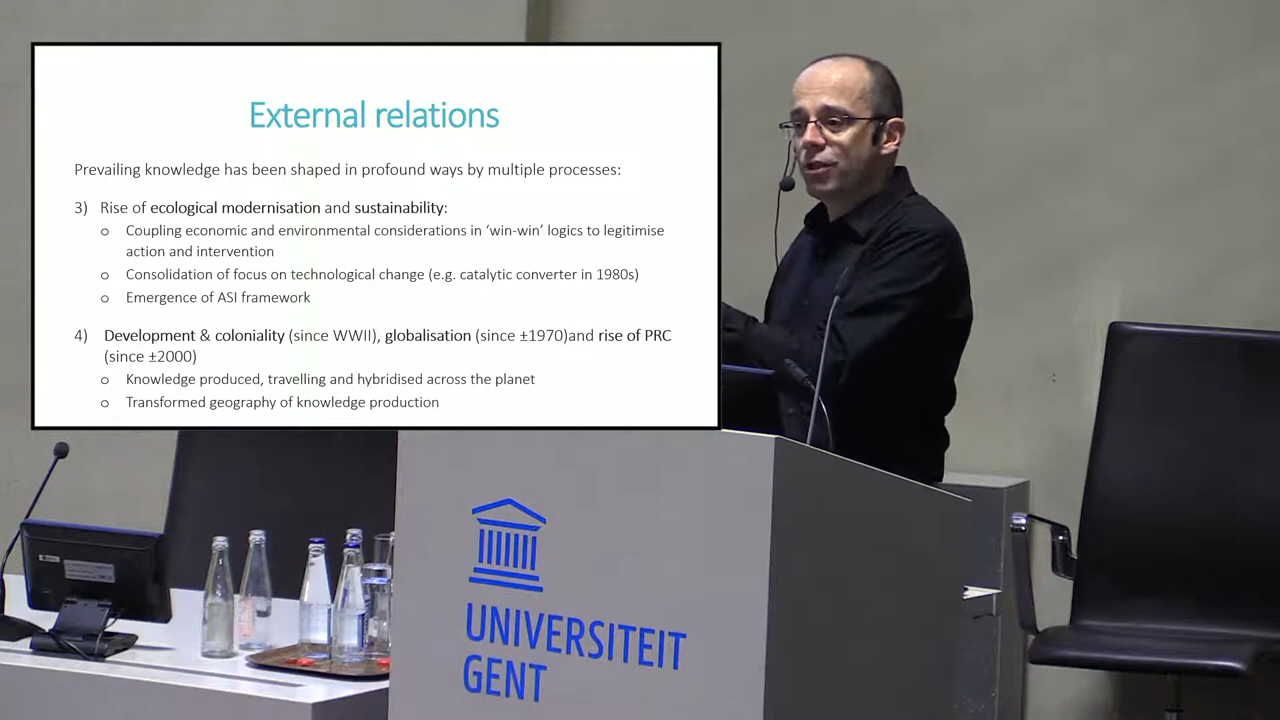 External relations
Prevailing knowledge has been shaped in profound ways by multiple processes:
3) Rise of ecological modernisation and sustainability:
o Coupling economic and environmental considerations in ‘win-win’ logics to legitimise
action and intervention
o Consolidation of focus on technological change (e.g. catalytic converter in 1980s)
o Emergence of ASI framework
4) Development & coloniality (since WWII), globalisation (since ±1970)and rise of PRC
(since ±2000)
o Knowledge produced, travelling and hybridised across the planet
o Transformed geography of knowledge production
UNIVERSITEIT
GENT